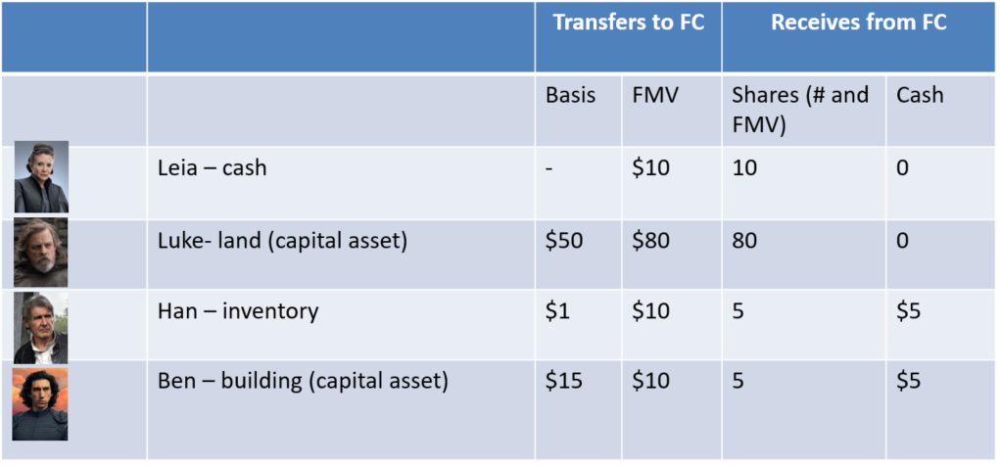 Transfers to FC
Receives from FC
Basis
FMV
Shares (# and
FMV)
Cash
Leia – cash
-
$10
10
0
Luke- land (capital asset)
$50
$80
80
0
Han – inventory
$1
$10
5
$5
Ben – building (capital asset)
$15
$10
5
$5